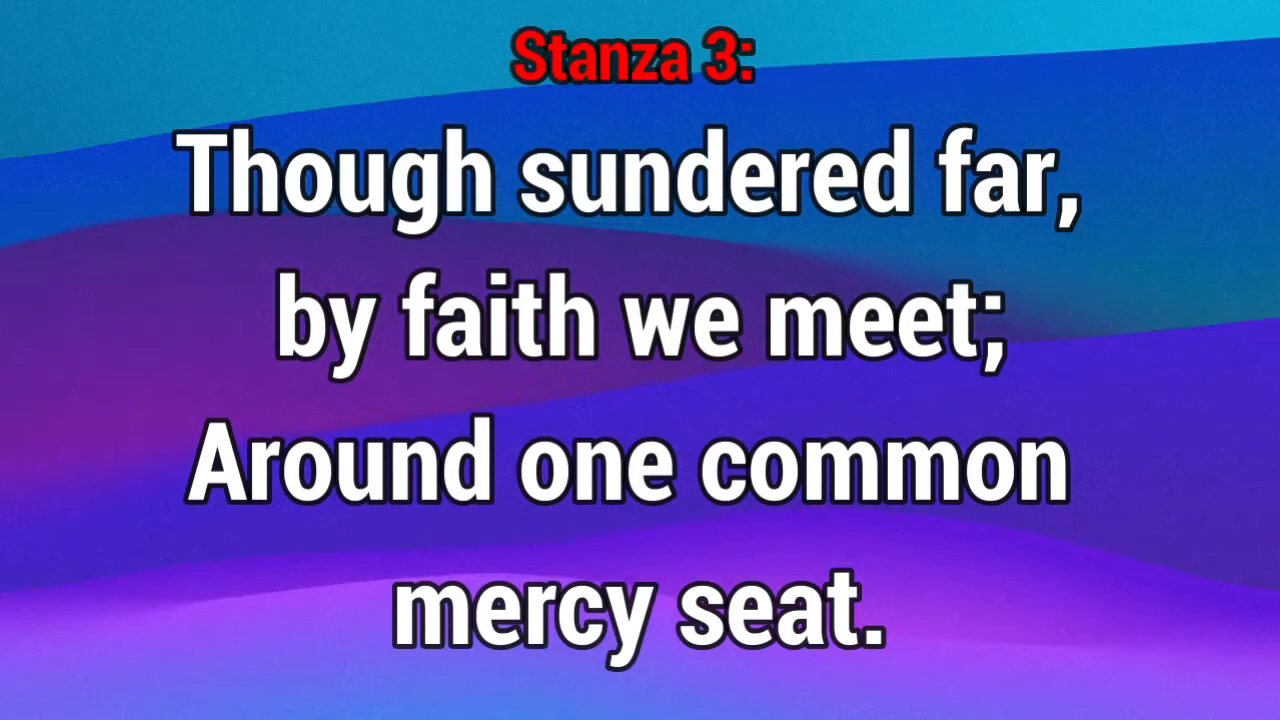 Stanza 3:
Though sundered far,
by faith we meet;
Around one common
mercy seat.